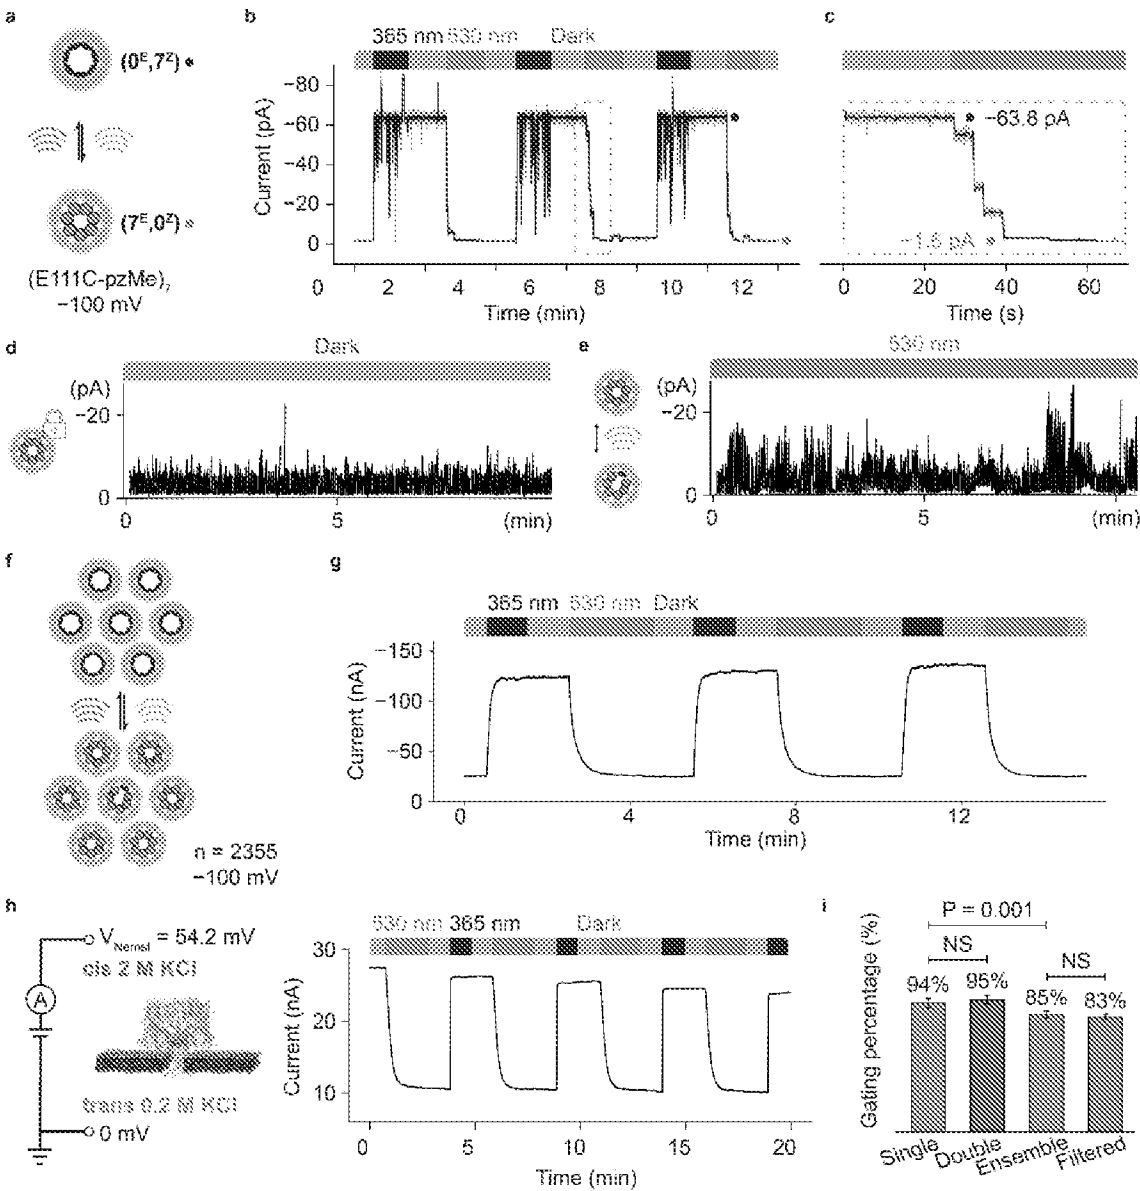 a
(0ᴱ,7ᶻ)
(7ᴱ,0ᶻ)
(E111C-pzMe)₇
−100 mV
b
365 nm 530 nm Dark
Current (pA)
−80
−60
−40
−20
0
0 2 4 6 8 10 12
Time (min)
c
−63.8 pA
−1.6 pA
0 20 40 60
Time (s)
d
Dark
(pA)
−20
0
0 5 (min)
e
530 nm
(pA)
−20
0
0 5 (min)
f
n = 2355
−100 mV
g
365 nm 530 nm Dark
Current (nA)
−150
−100
−50
0
0 4 8 12
Time (min)
h
V Nernst = 54.2 mV
cis 2 M KCl
A
trans 0.2 M KCl
0 mV
530 nm 365 nm Dark
Current (nA)
30
20
10
0 5 10 15 20
Time (min)
i
P = 0.001
NS
NS
94% 95% 85% 83%
Gating percentage (%)
Single Double Ensemble Filtered